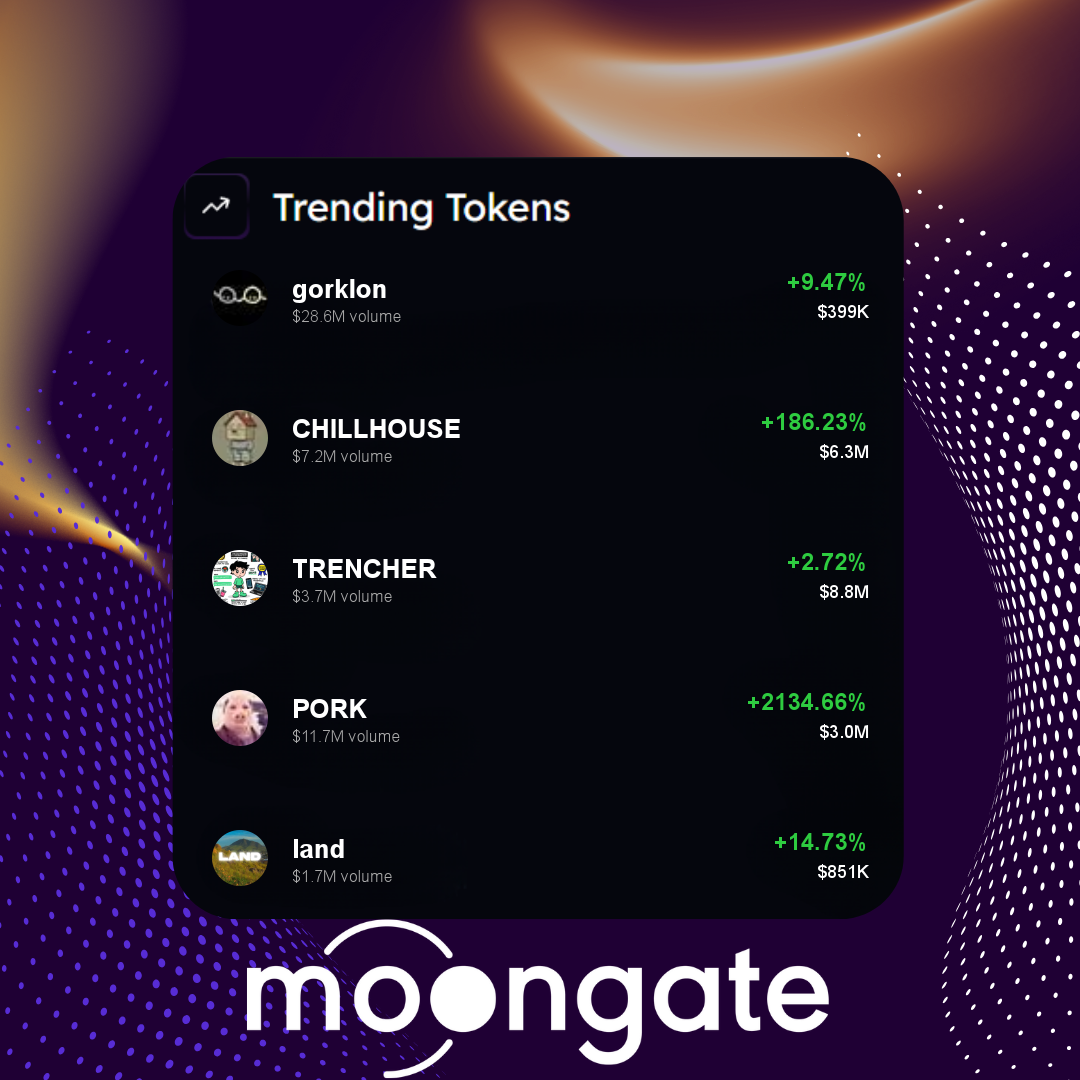 Trending Tokens
gorklon
$28.6M volume
+9.47%
$399K
CHILLHOUSE
$7.2M volume
+186.23%
$6.3M
TRENCHER
$3.7M volume
+2.72%
$8.8M
PORK
$11.7M volume
+2134.66%
$3.0M
LAND
land
$1.7M volume
+14.73%
$851K
moongate